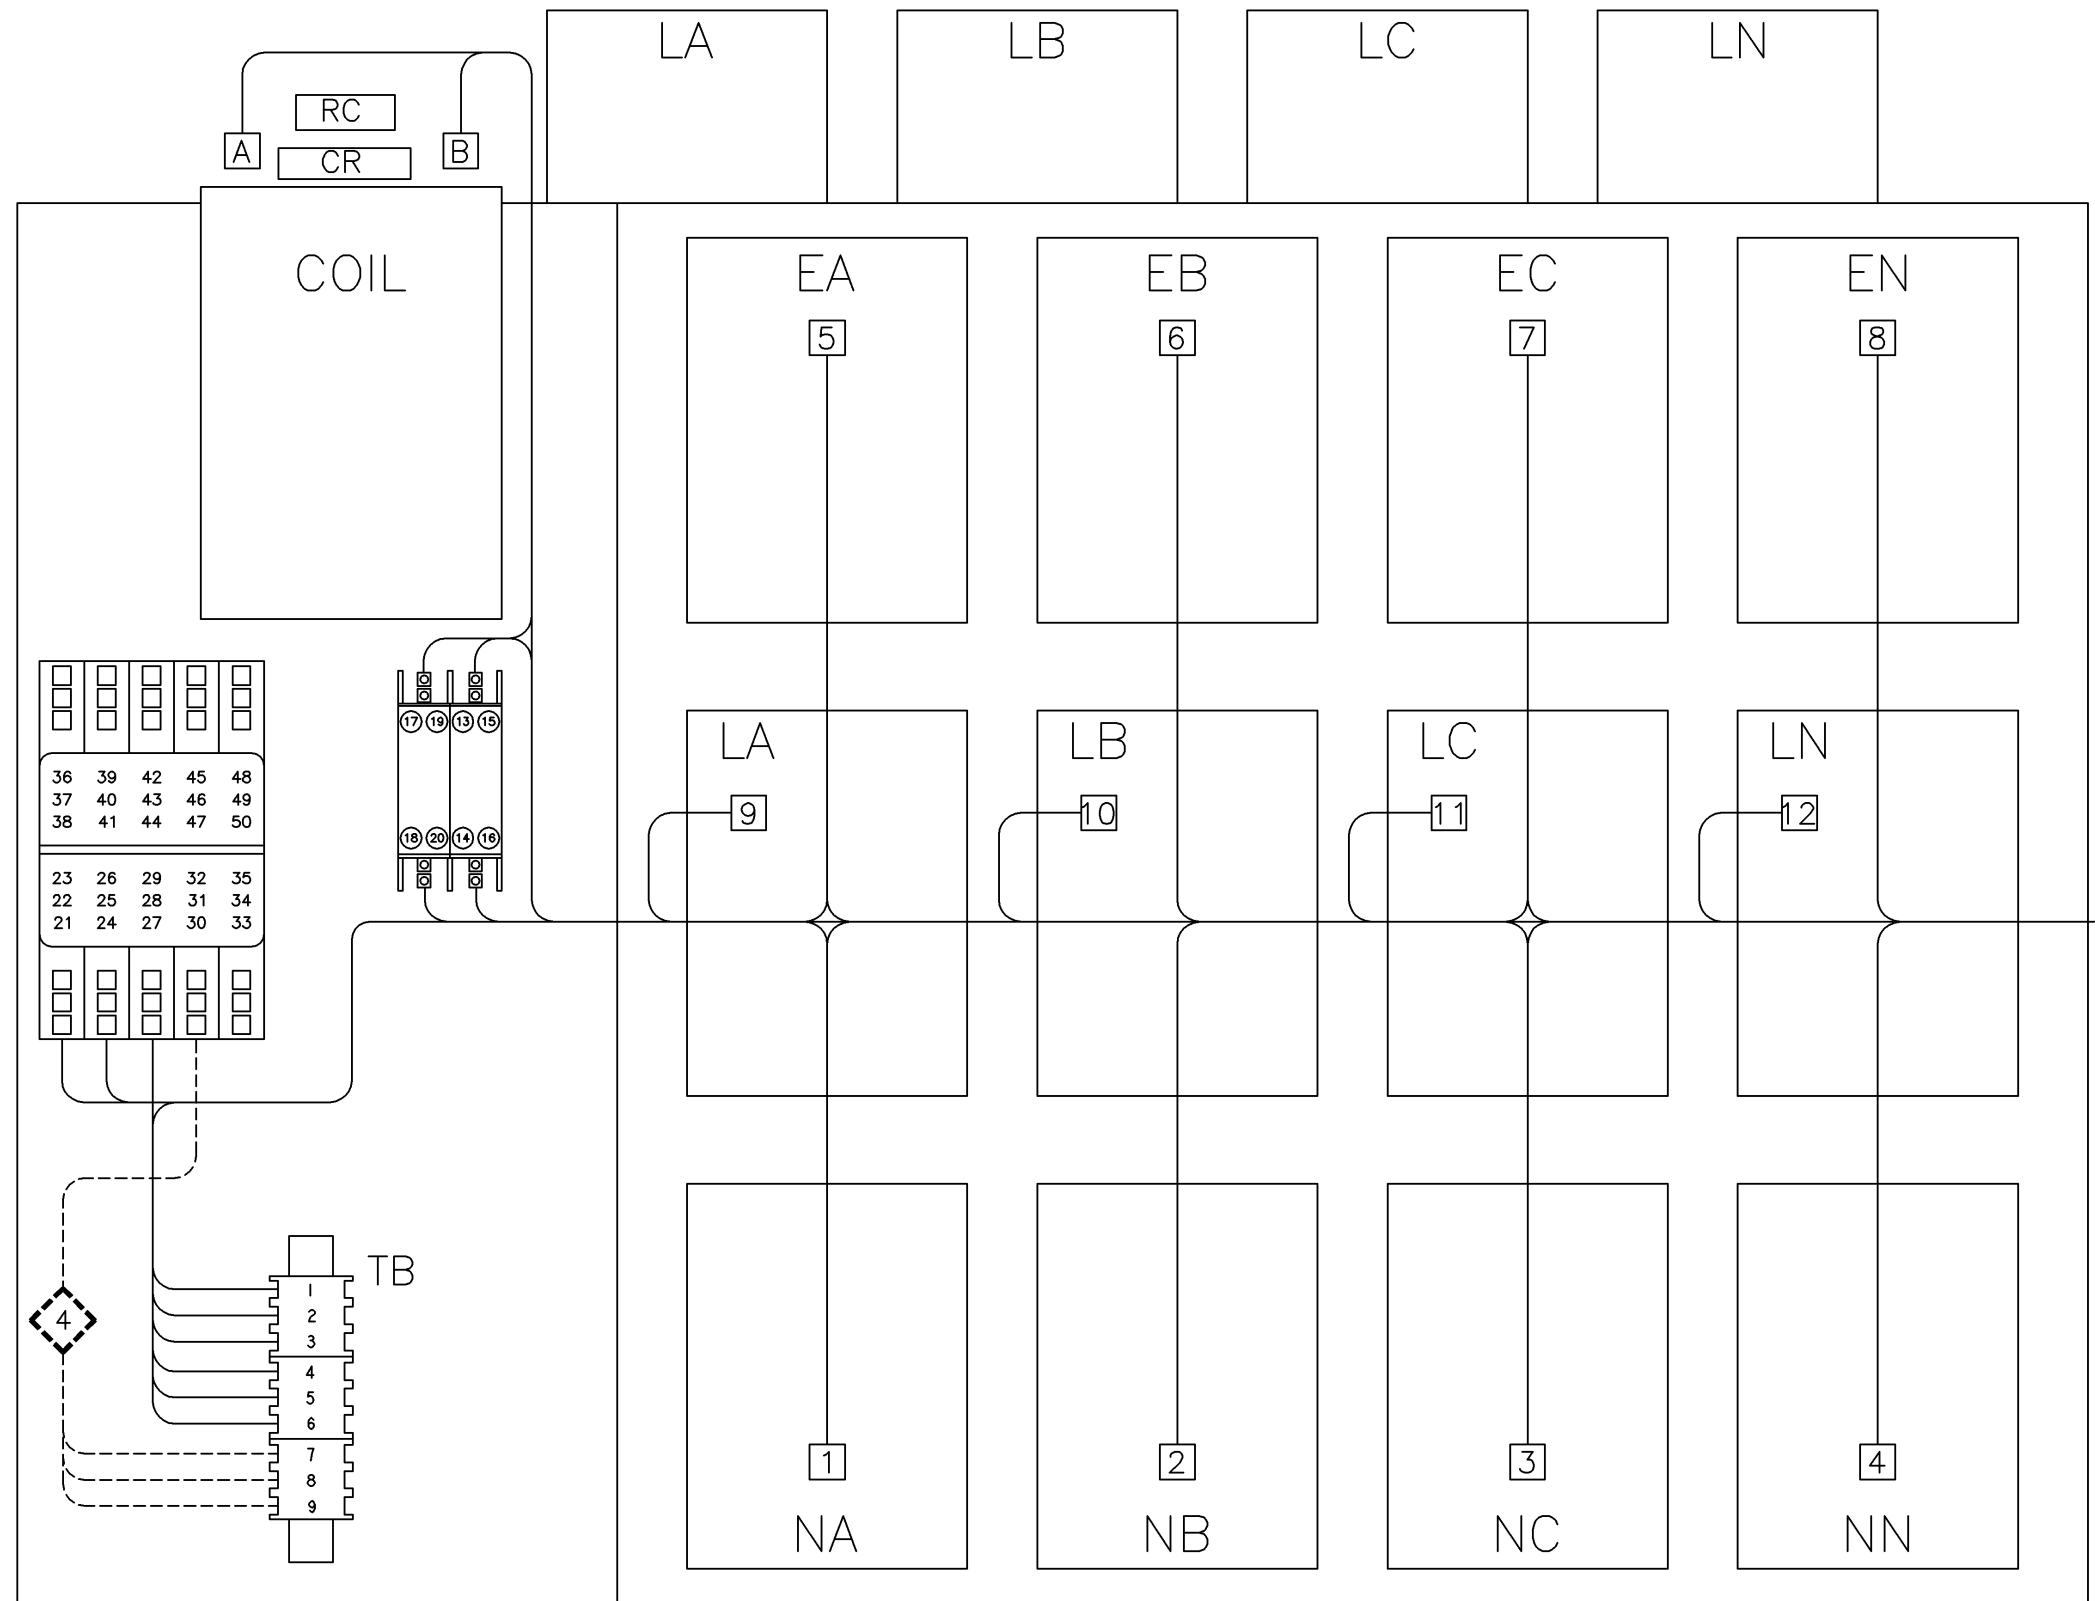 LA LB LC LN
RC
A CR B
COIL EA EB EC EN
5 6 7 8
17 19 13 15
LA LB LC LN
36 39 42 45 48
37 40 43 46 49
38 41 44 47 50
9 10 11 12
18 20 14 16
23 26 29 32 35
22 25 28 31 34
21 24 27 30 33
TB
1
2
4
3
4
5
6
7
8
9
1 2 3 4
NA NB NC NN